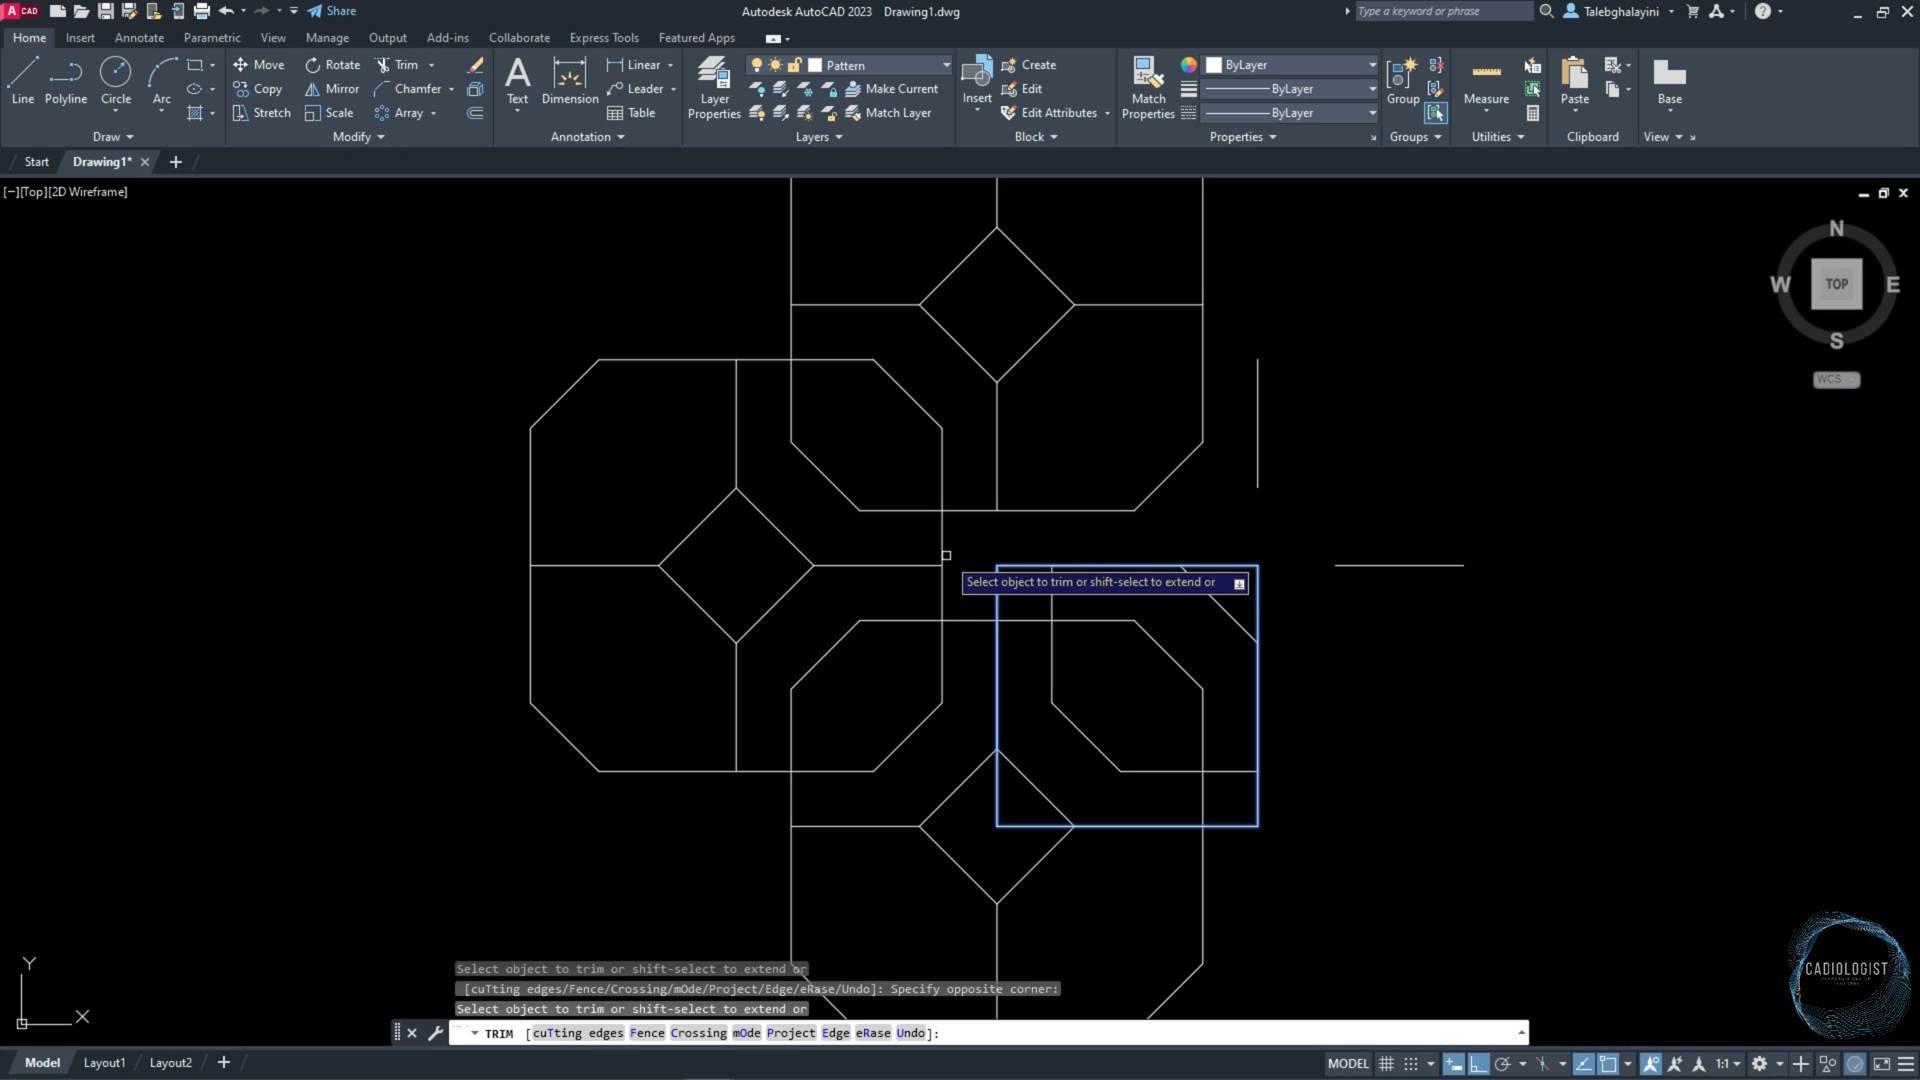 A CAD
Share
Autodesk AutoCAD 2023 Drawing1.dwg
Type a keyword or phrase
Talebghalayini
Home Insert Annotate Parametric View Manage Output Add-ins Collaborate Express Tools Featured Apps
Line Polyline Circle Arc
Draw
Move Rotate Trim
Copy Mirror Chamfer
Stretch Scale Array
Modify
Text Dimension
Linear
Leader
Table
Annotation
Layer Properties
Pattern
Make Current
Match Layer
Layers
Insert
Create
Edit
Edit Attributes
Block
Match Properties
ByLayer
ByLayer
ByLayer
Properties
Group
Groups
Measure
Utilities
Paste
Clipboard
Base
View
Start Drawing1*
[−][Top][2D Wireframe]
N
W TOP E
S
WCS
Select object to trim or shift-select to extend or
Y
X
CADIOLOGIST
Select object to trim or shift-select to extend or
[cuTting edges/Fence/Crossing/mOde/Project/Edge/eRase/Undo]: Specify opposite corner:
Select object to trim or shift-select to extend or
TRIM [cuTting edges Fence Crossing mOde Project Edge eRase Undo]:
Model Layout1 Layout2
MODEL
1:1